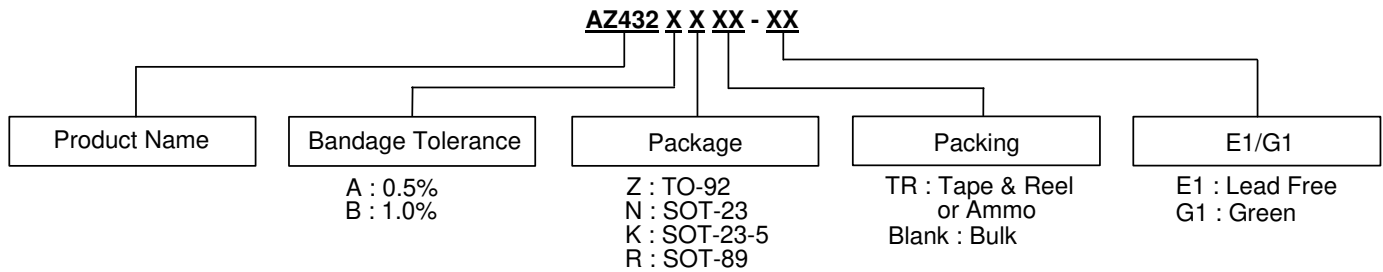 AZ432 X X XX - XX
Product Name
Bandage Tolerance
A : 0.5%
B : 1.0%
Package
Z : TO-92
N : SOT-23
K : SOT-23-5
R : SOT-89
Packing
TR : Tape & Reel
or Ammo
Blank : Bulk
E1/G1
E1 : Lead Free
G1 : Green